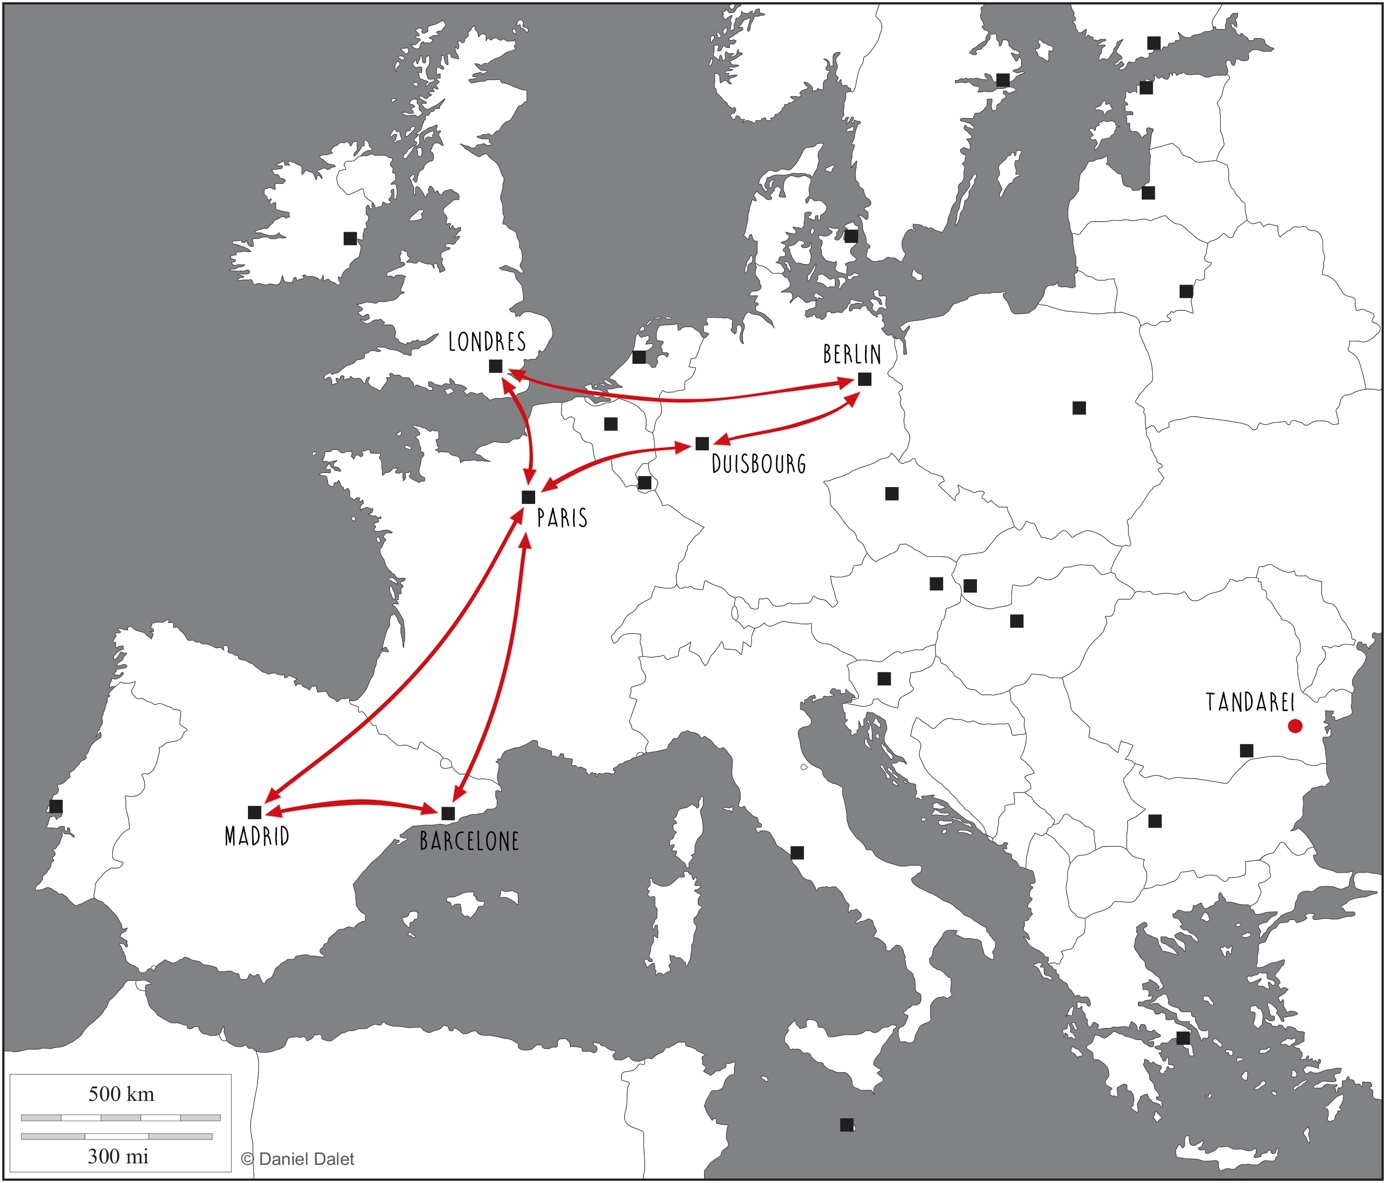 LONDRES
BERLIN
DUISBOURG
PARIS
TANDAREI
MADRID
BARCELONE
500 km
300 mi
© Daniel Dalet